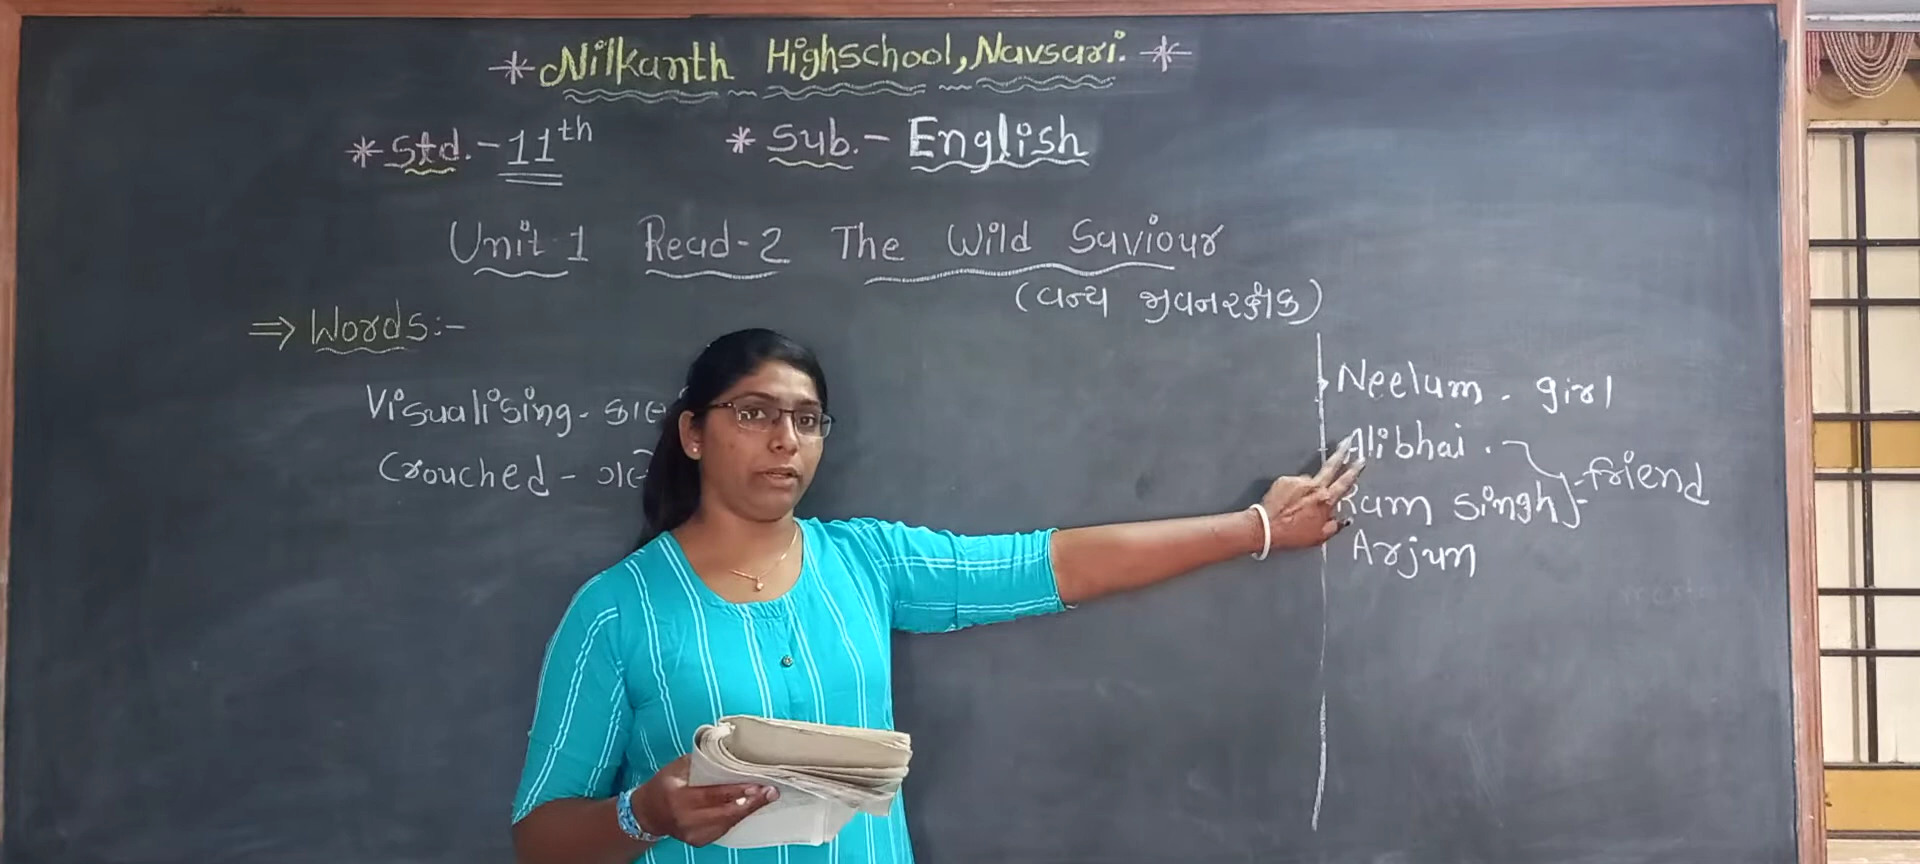 * Nilkanth Highschool, Navsari. *
* Std.- 11th * Sub.- English
Unit-1 Read-2 The Wild Saviour
(વન્ય જીવનરક્ષક)
⇒ Words:-
Visualising -
Crouched -
Neelum - girl
Alibhai -
Ram Singh - friend
Arjun